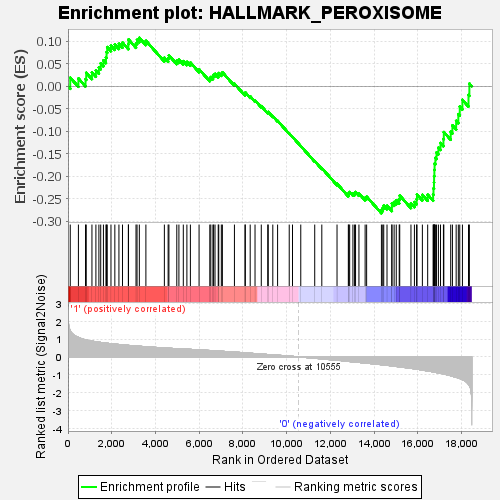 Enrichment plot: HALLMARK_PEROXISOME
Enrichment score (ES)
0.10
0.05
0.00
-0.05
-0.10
-0.15
-0.20
-0.25
-0.30
'1' (positively correlated)
Ranked list metric (Signal2Noise)
3
2
1
0
-1
-2
-3
-4
Zero cross at 10555
'0' (negatively correlated)
0
2,000
4,000
6,000
8,000
10,000
12,000
14,000
16,000
18,000
Rank in Ordered Dataset
Enrichment profile
Hits
Ranking metric scores